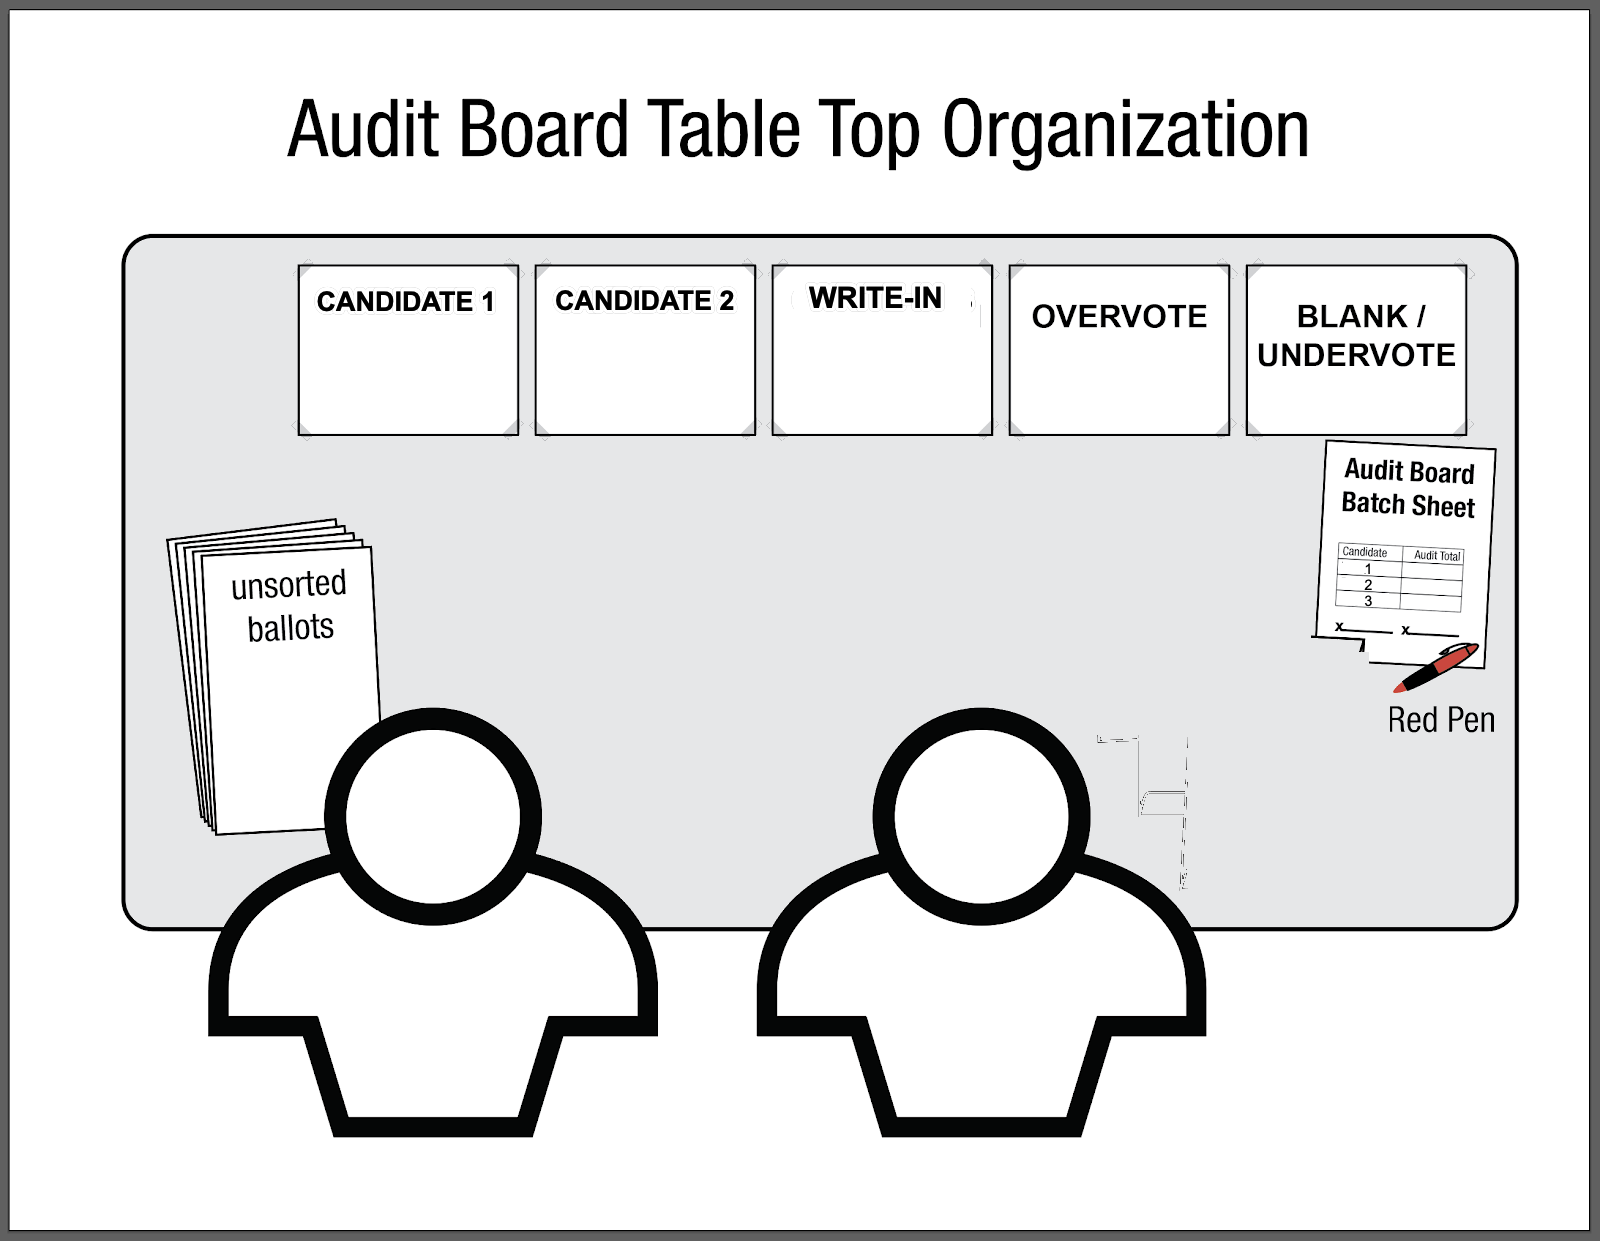 Audit Board Table Top Organization
CANDIDATE 1
CANDIDATE 2
WRITE-IN
OVERVOTE
BLANK /
UNDERVOTE
Audit Board
Batch Sheet
Candidate Audit Total
1
2
3
x x
unsorted
ballots
Red Pen